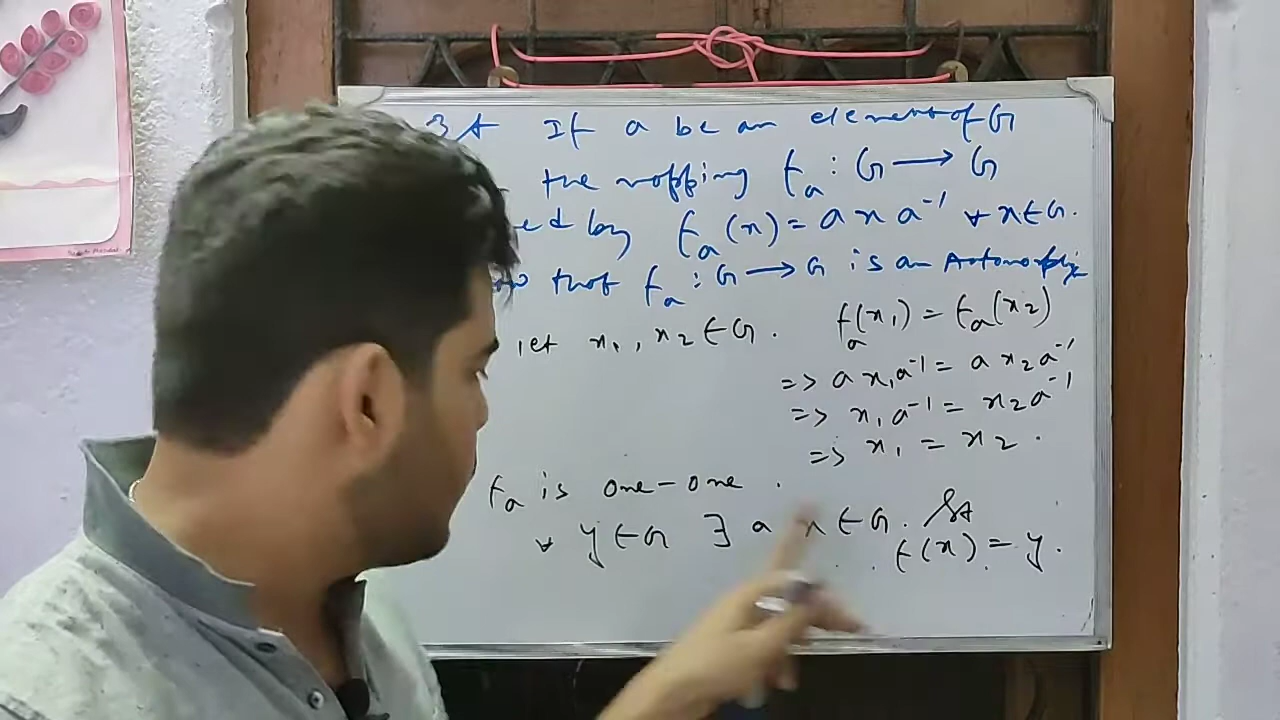 If a be an element of G
the mapping fₐ : G ⟶ G
ed by fₐ(x) = a x a⁻¹ ∀ x ∈ G.
that fₐ : G ⟶ G is an
let x₁, x₂ ∈ G. fₐ(x₁) = fₐ(x₂)
=> a x₁ a⁻¹ = a x₂ a⁻¹
=> x₁ a⁻¹ = x₂ a⁻¹
=> x₁ = x₂ .
fₐ is one-one .
∀ y ∈ G ∃ a x ∈ G. St
f(x) = y.